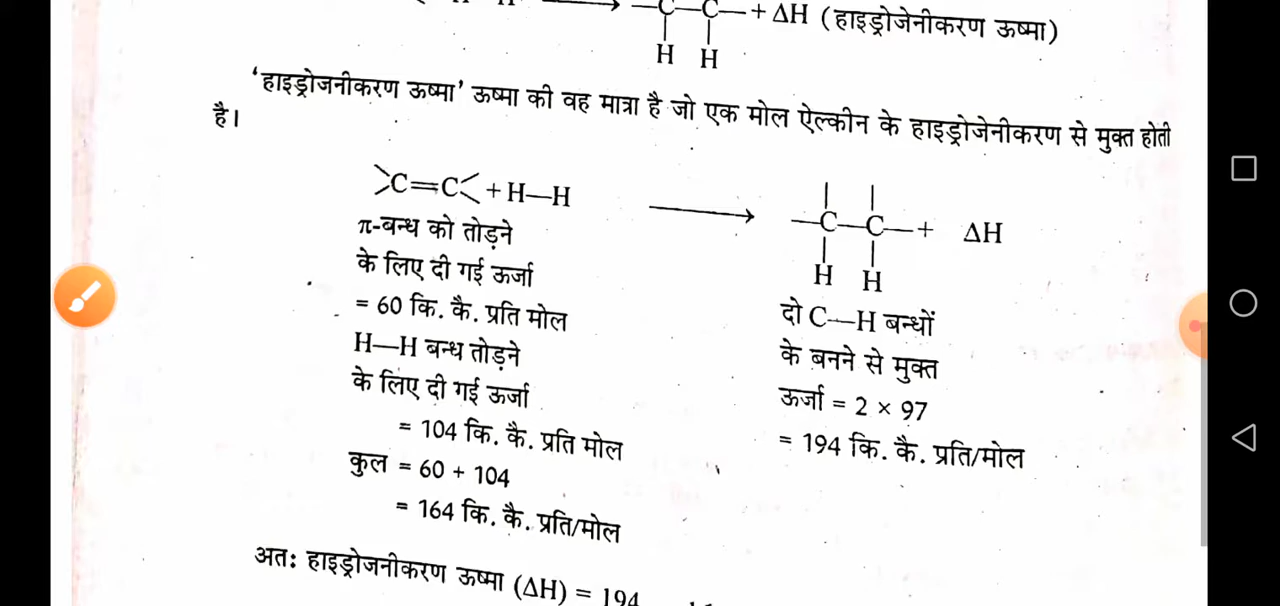 —C—C—+ ΔH (हाइड्रोजेनीकरण ऊष्मा)
H H
'हाइड्रोजनीकरण ऊष्मा' ऊष्मा की वह मात्रा है जो एक मोल ऐल्कीन के हाइड्रोजेनीकरण से मुक्त होती
है।
>C=C< + H—H ⟶ —C—C—+ ΔH
H H
π-बन्ध को तोड़ने
के लिए दी गई ऊर्जा
= 60 कि. कै. प्रति मोल
H—H बन्ध तोड़ने
के लिए दी गई ऊर्जा
= 104 कि. कै. प्रति मोल
कुल = 60 + 104
= 164 कि. कै. प्रति/मोल
दो C—H बन्धों
के बनने से मुक्त
ऊर्जा = 2 × 97
= 194 कि. कै. प्रति/मोल
अतः हाइड्रोजनीकरण ऊष्मा (ΔH) = 194